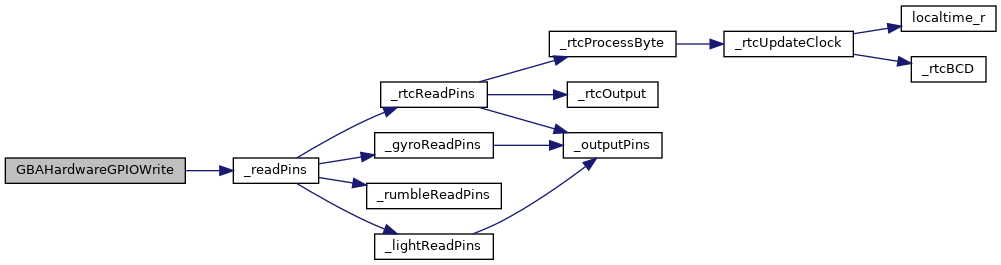 GBAHardwareGPIOWrite
_readPins
_rtcReadPins
_gyroReadPins
_rumbleReadPins
_lightReadPins
_rtcProcessByte
_rtcOutput
_outputPins
_rtcUpdateClock
localtime_r
_rtcBCD